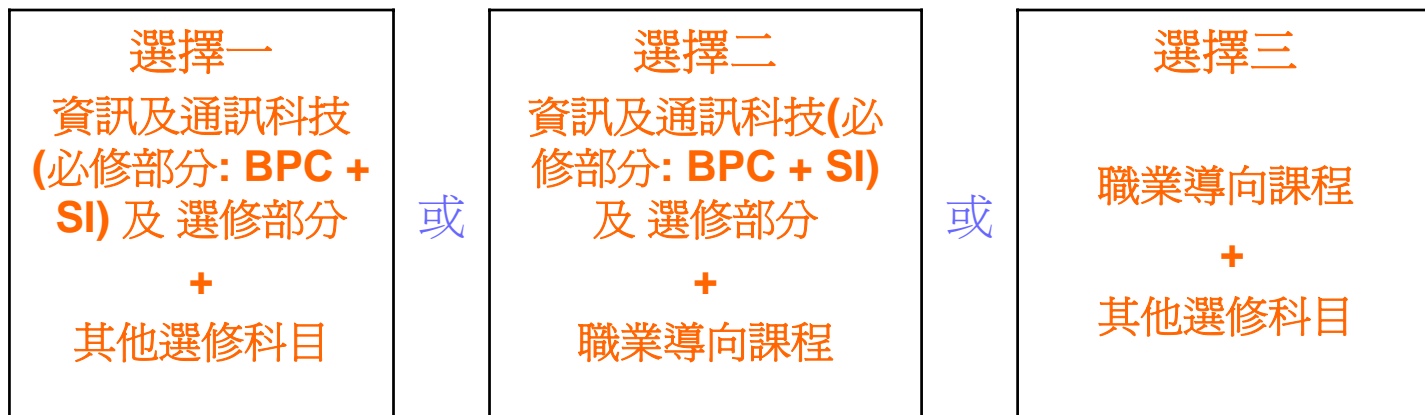 選擇一
資訊及通訊科技
(必修部分: BPC +
SI) 及 選修部分
+
其他選修科目
或
選擇二
資訊及通訊科技(必
修部分: BPC + SI)
及 選修部分
+
職業導向課程
或
選擇三
職業導向課程
+
其他選修科目